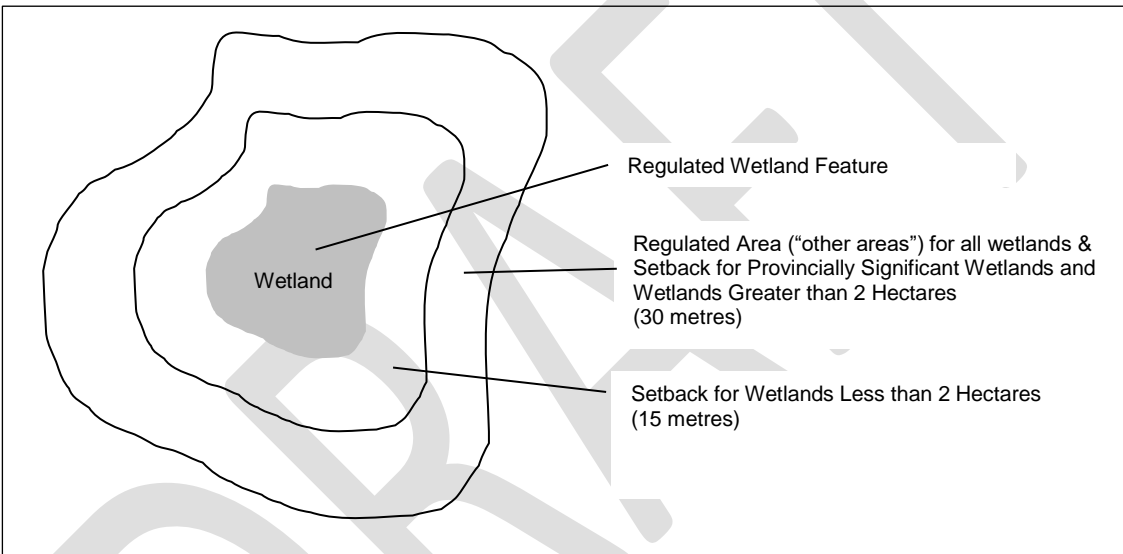 Regulated Wetland Feature
Regulated Area (“other areas”) for all wetlands &
Setback for Provincially Significant Wetlands and
Wetlands Greater than 2 Hectares
(30 metres)
Wetland
Setback for Wetlands Less than 2 Hectares
(15 metres)
DRAFT